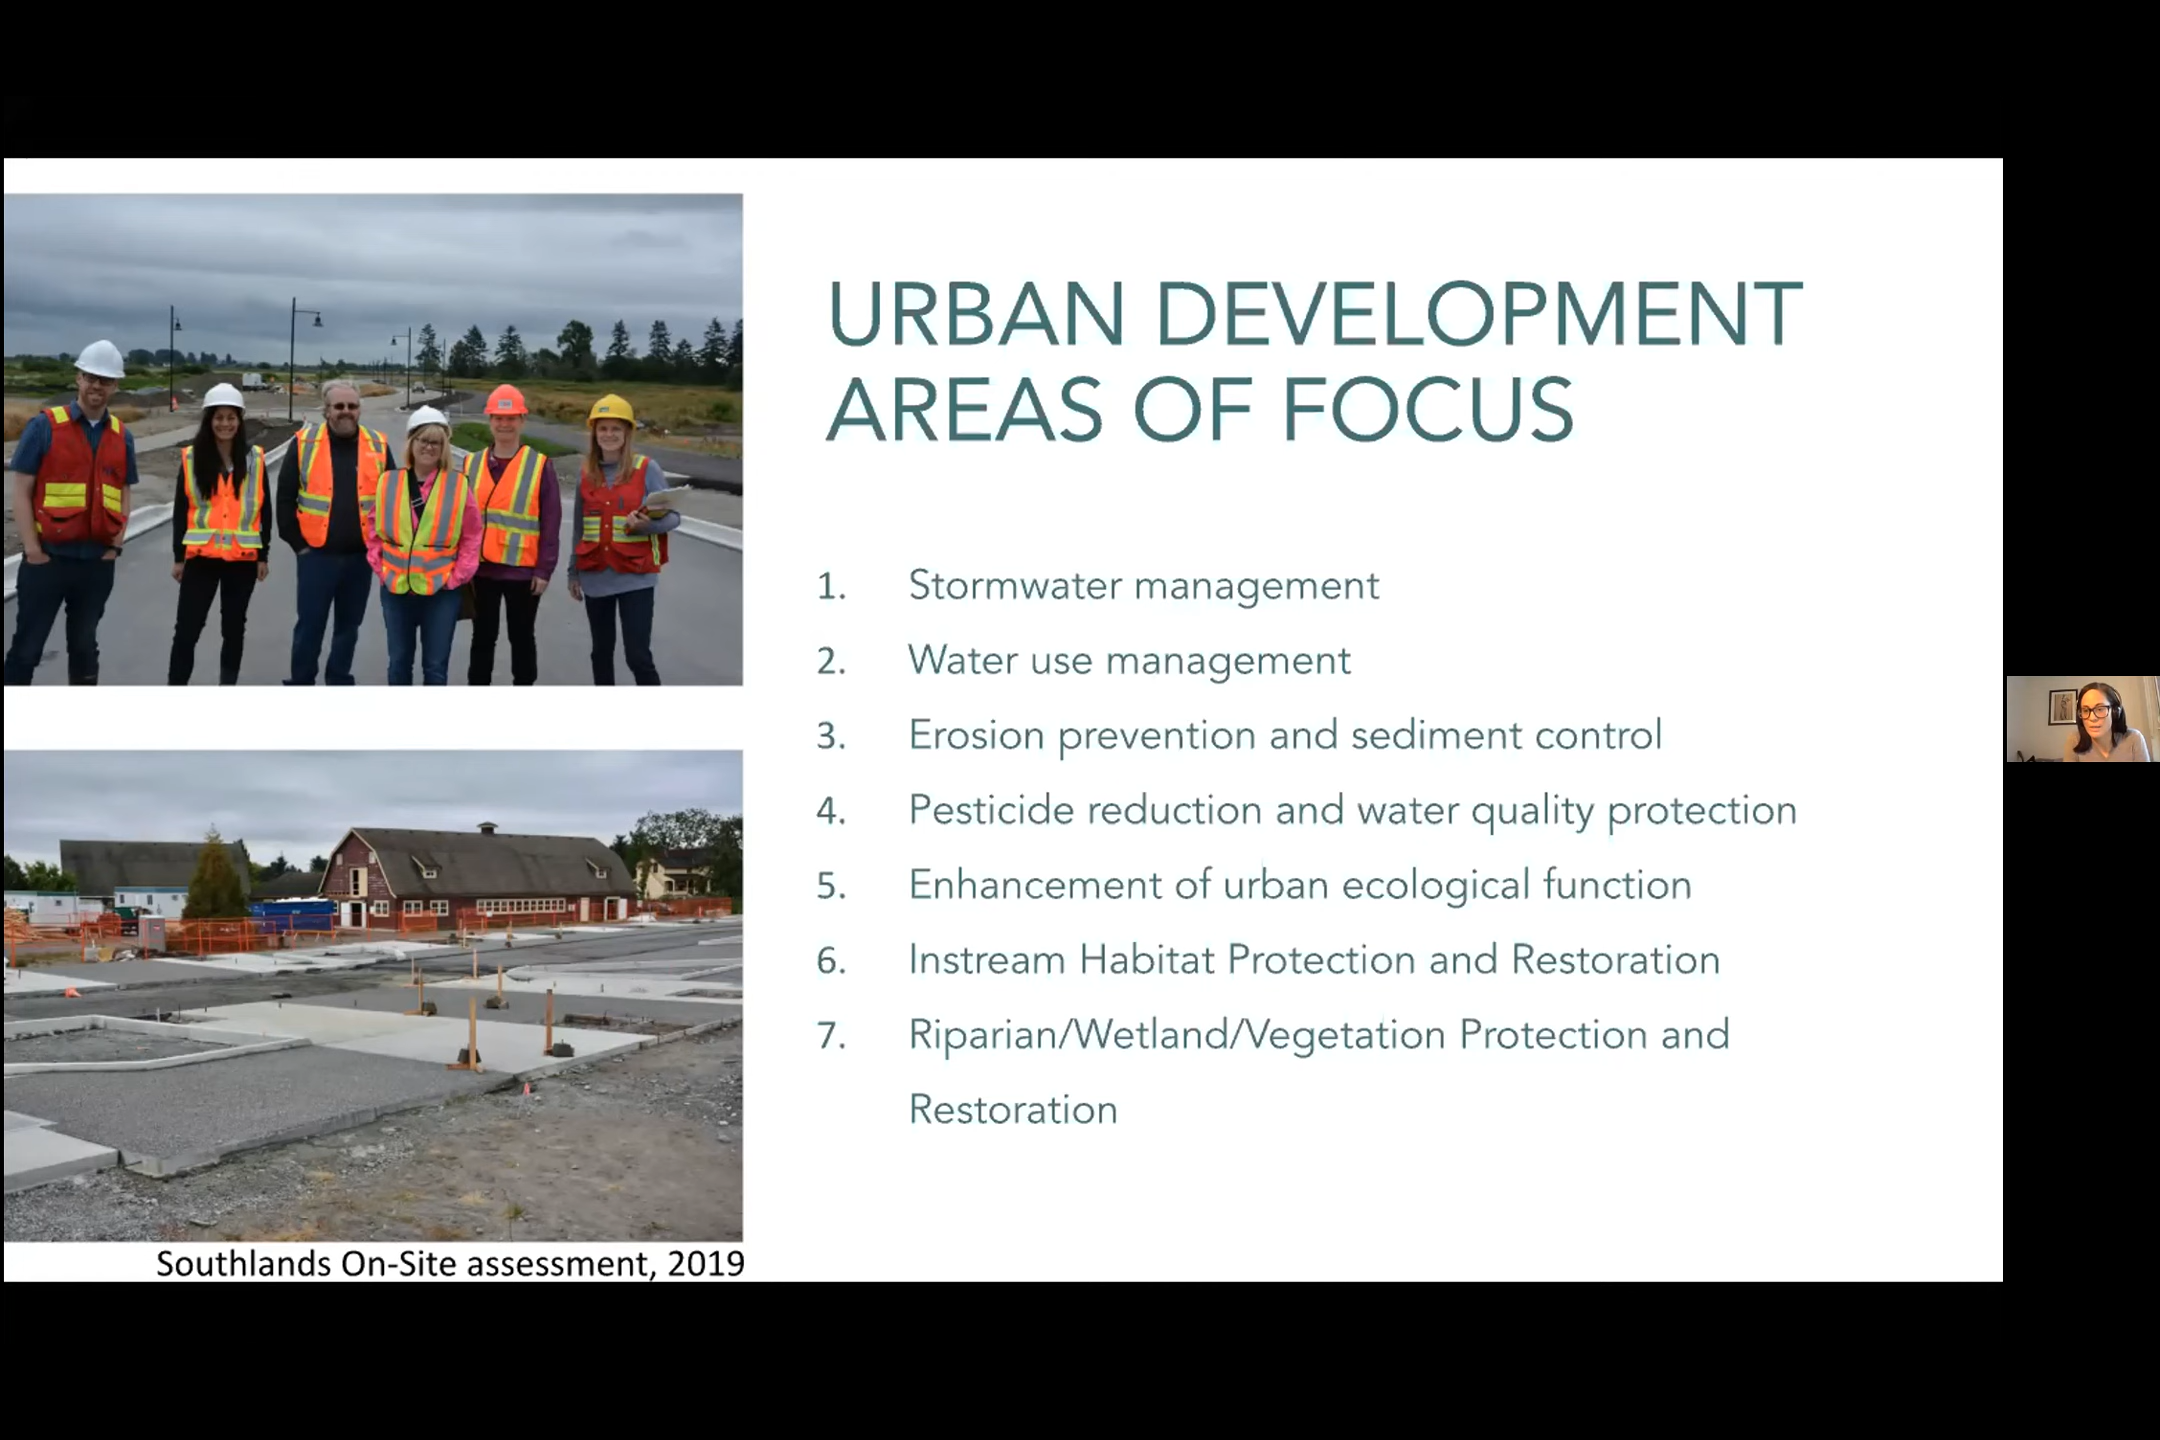 URBAN DEVELOPMENT
AREAS OF FOCUS
1. Stormwater management
2. Water use management
3. Erosion prevention and sediment control
4. Pesticide reduction and water quality protection
5. Enhancement of urban ecological function
6. Instream Habitat Protection and Restoration
7. Riparian/Wetland/Vegetation Protection and
Restoration
Southlands On-Site assessment, 2019